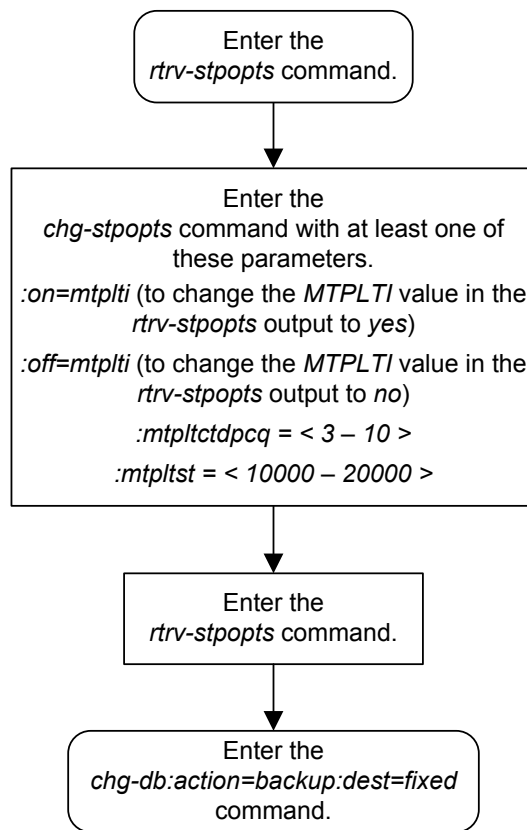 Enter the
rtrv-stpopts command.
Enter the
chg-stpopts command with at least one of
these parameters.
:on=mtplti (to change the MTPLTI value in the
rtrv-stpopts output to yes)
:off=mtplti (to change the MTPLTI value in the
rtrv-stpopts output to no)
:mtpltctdpcq = < 3 – 10 >
:mtpltst = < 10000 – 20000 >
Enter the
rtrv-stpopts command.
Enter the
chg-db:action=backup:dest=fixed
command.